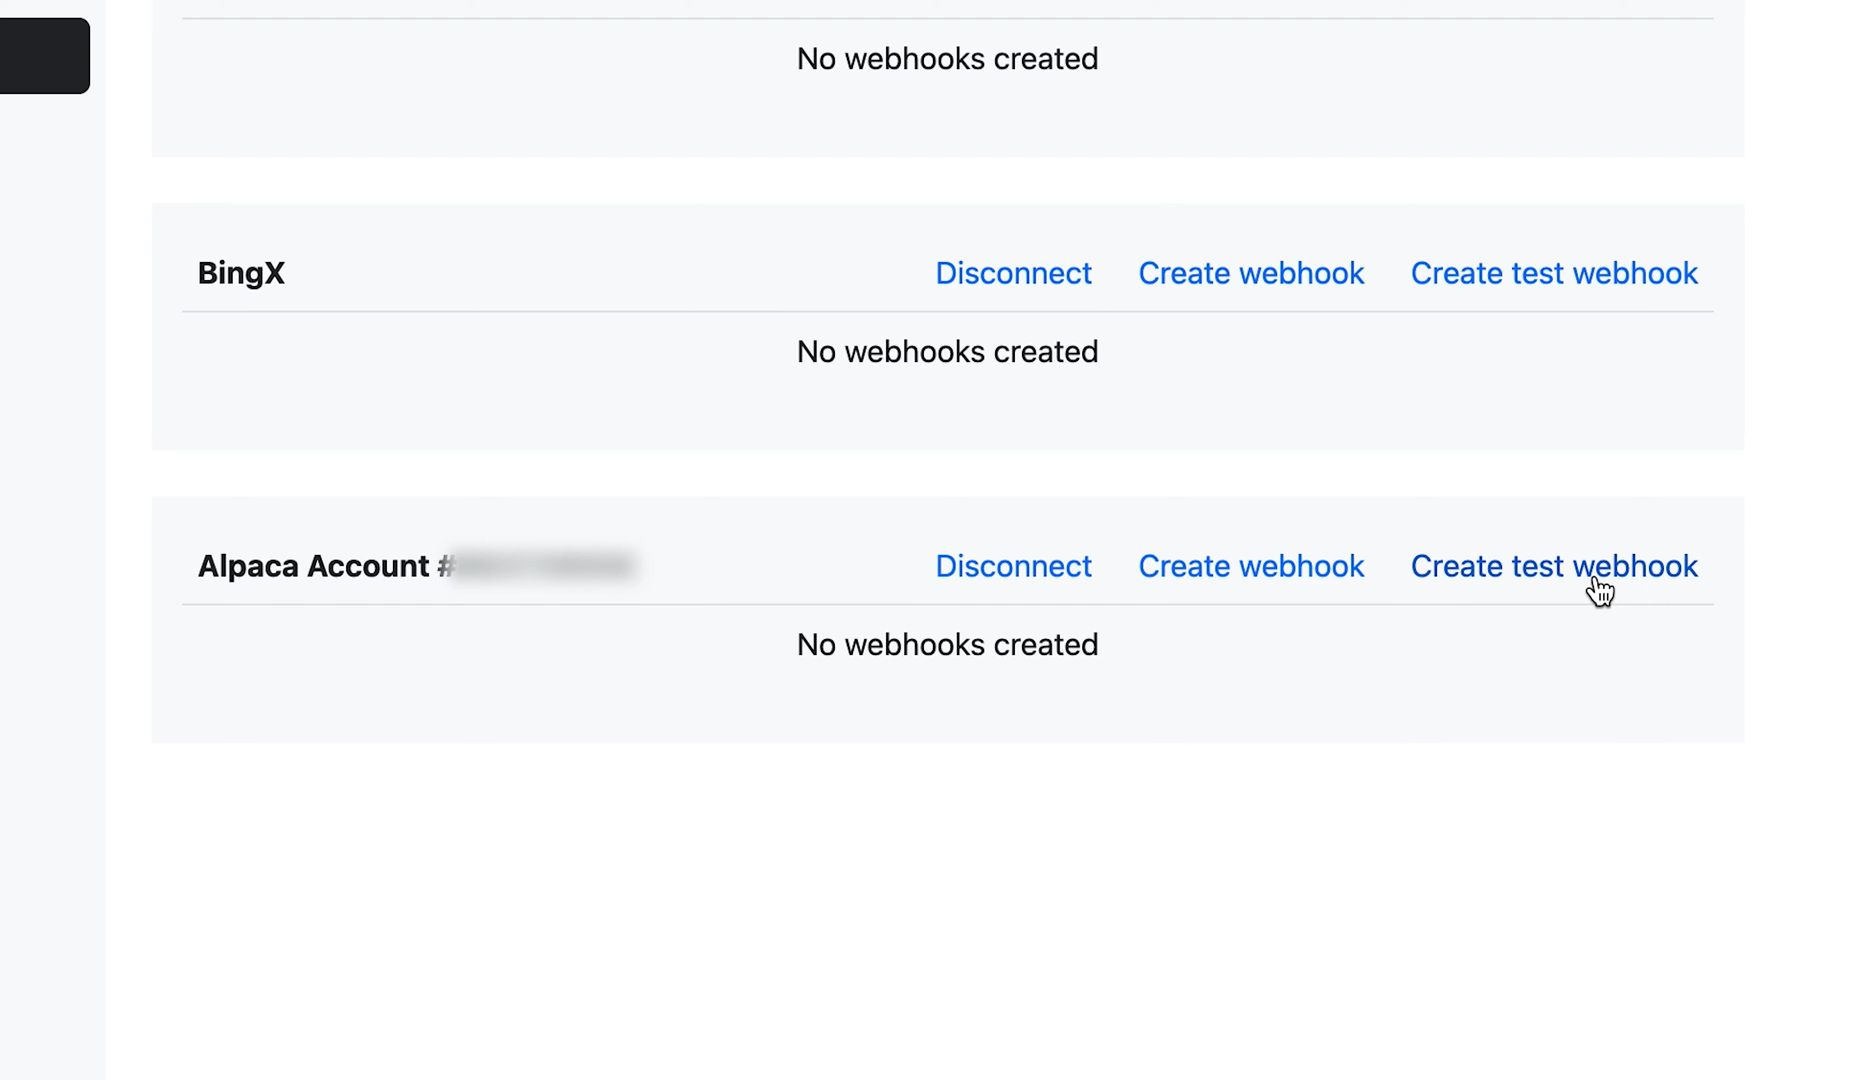 No webhooks created
BingX Disconnect Create webhook Create test webhook
No webhooks created
Alpaca Account # Disconnect Create webhook Create test webhook
No webhooks created